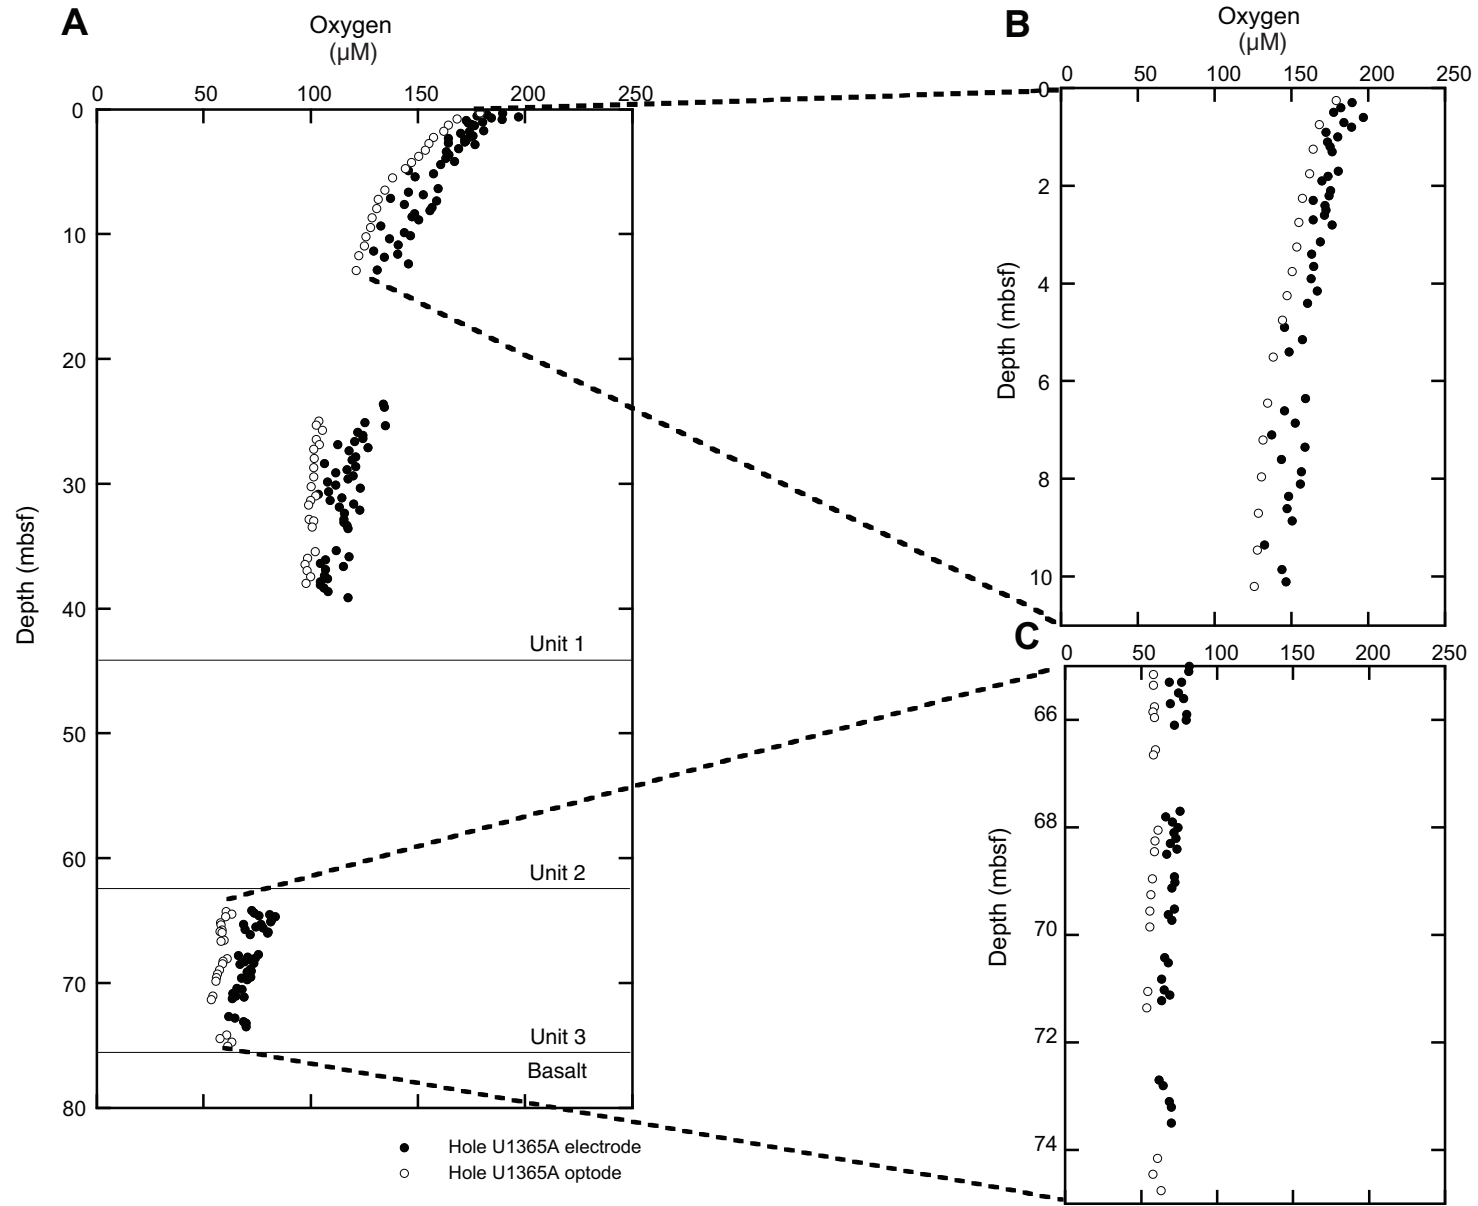 A
Oxygen
(µM)
0 50 100 150 200 250
0
10
20
30
40
50
60
70
80
Depth (mbsf)
Unit 1
Unit 2
Unit 3
Basalt
Hole U1365A electrode
Hole U1365A optode
B
Oxygen
(µM)
0 50 100 150 200 250
0
2
4
6
8
10
Depth (mbsf)
C
0 50 100 150 200 250
66
68
70
72
74
Depth (mbsf)